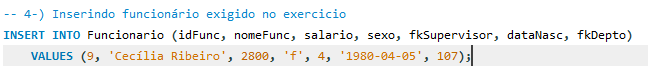 -- 4-) Inserindo funcionário exigido no exercicio
INSERT INTO Funcionario (idFunc, nomeFunc, salario, sexo, fkSupervisor, dataNasc, fkDepto)
VALUES (9, 'Cecília Ribeiro', 2800, 'f', 4, '1980-04-05', 107);